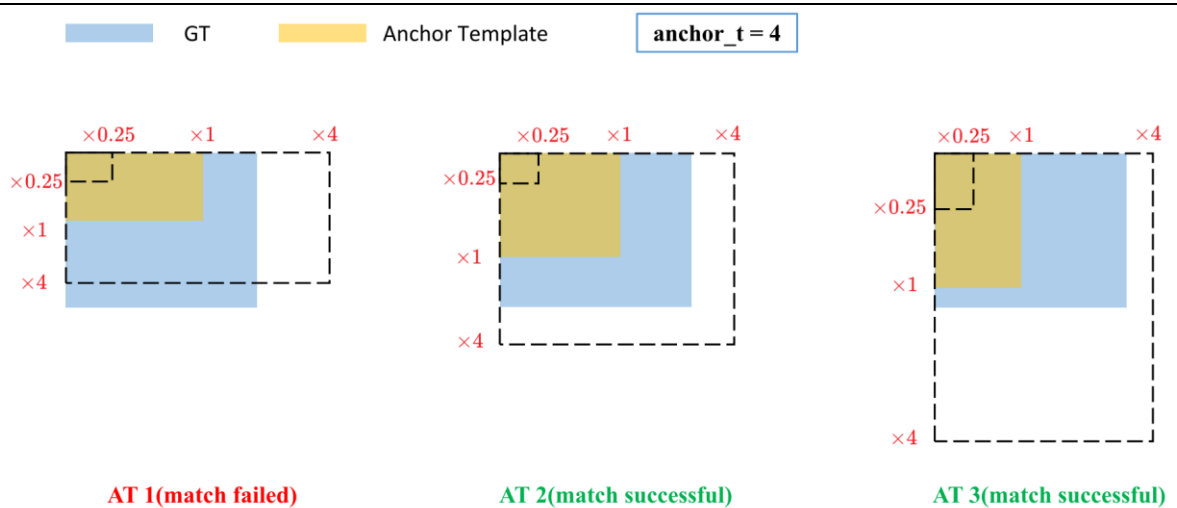 GT Anchor Template anchor_t = 4
×0.25 ×1 ×4 ×0.25 ×1 ×4 ×0.25 ×1 ×4
×0.25 ×0.25 ×0.25
×1 ×1 ×1
×4 ×4 ×4
AT 1(match failed) AT 2(match successful) AT 3(match successful)